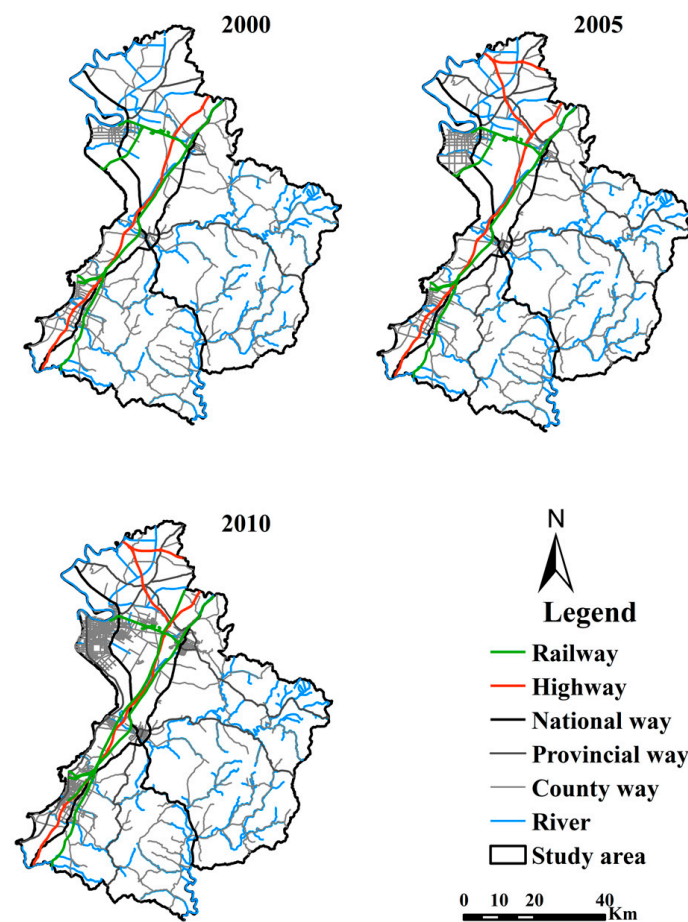 2000
2005
2010
N
Legend
Railway
Highway
National way
Provincial way
County way
River
Study area
0 10 20 40
Km